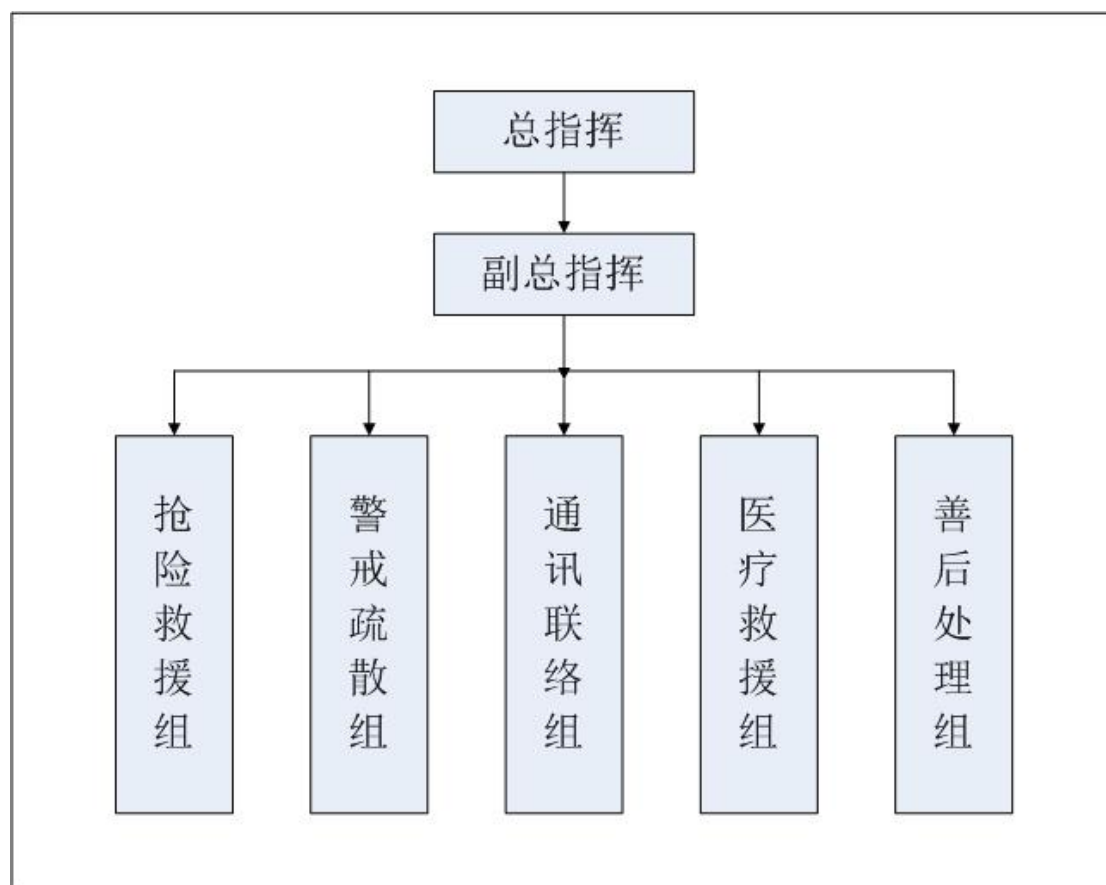 总指挥
副总指挥
抢险救援组
警戒疏散组
通讯联络组
医疗救援组
善后处理组